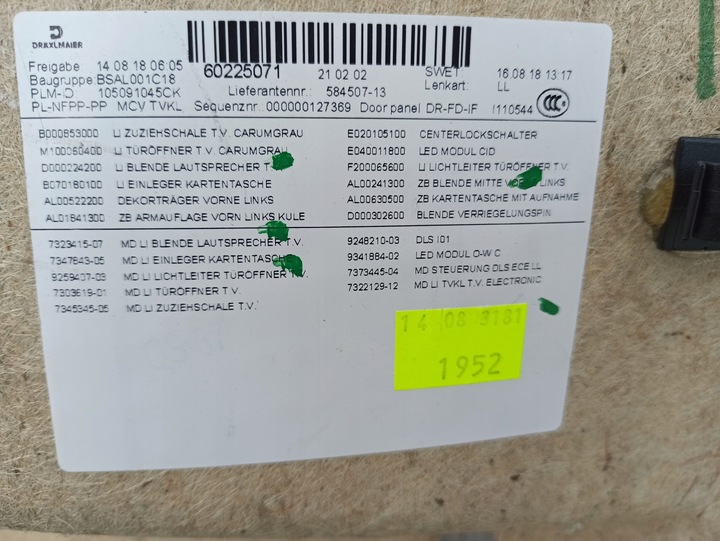 DRÄXLMAIER
Freigabe 14 08 18 06 05 60225071 21 02 02 SWET 16.08 18 13:17
Baugruppe BSAL001C18 Lieferantennr.: 584507-13 Lenkart.: LL
PLM-ID 105091045CK
PL-NFPP-PP MCV TVKL Sequenznr: 000000127369 Door panel DR-FD-IF I110544
B000853000 LI ZUZIEHSCHALE T.V. CARUMGRAU E020105100 CENTERLOCKSCHALTER
M100060400 LI TÜRÖFFNER T.V. CARUMGRAU E040011800 LED MODUL CID
D000224200 LI BLENDE LAUTSPRECHER F200065600 LI LICHTLEITER TÜRÖFFNER T.V.
B070180100 LI EINLEGER KARTENTASCHE AL00241300 ZB BLENDE MITTE LINKS
AL00522200 DEKORTRÄGER VORNE LINKS AL00630500 ZB KARTENTASCHE MIT AUFNAHME
AL01641300 ZB ARMAUFLAGE VORN LINKS KULE D000302600 BLENDE VERRIEGELUNGSPIN
7323415-07 MD LI BLENDE LAUTSPRECHER T.V. 9248210-03 DLS I01
7347643-05 MD LI EINLEGER KARTENTASCHE 9341884-02 LED MODUL O-W C
9259407-03 MD LI LICHTLEITER TÜRÖFFNER T.V. 7373445-04 MD STEUERUNG DLS ECE LL
7303619-01 MD LI TÜRÖFFNER T.V. 7322129-12 MD LI TVKL T.V. ELECTRONIC
7345345-05 MD LI ZUZIEHSCHALE T.V.
14 08 3181
1952